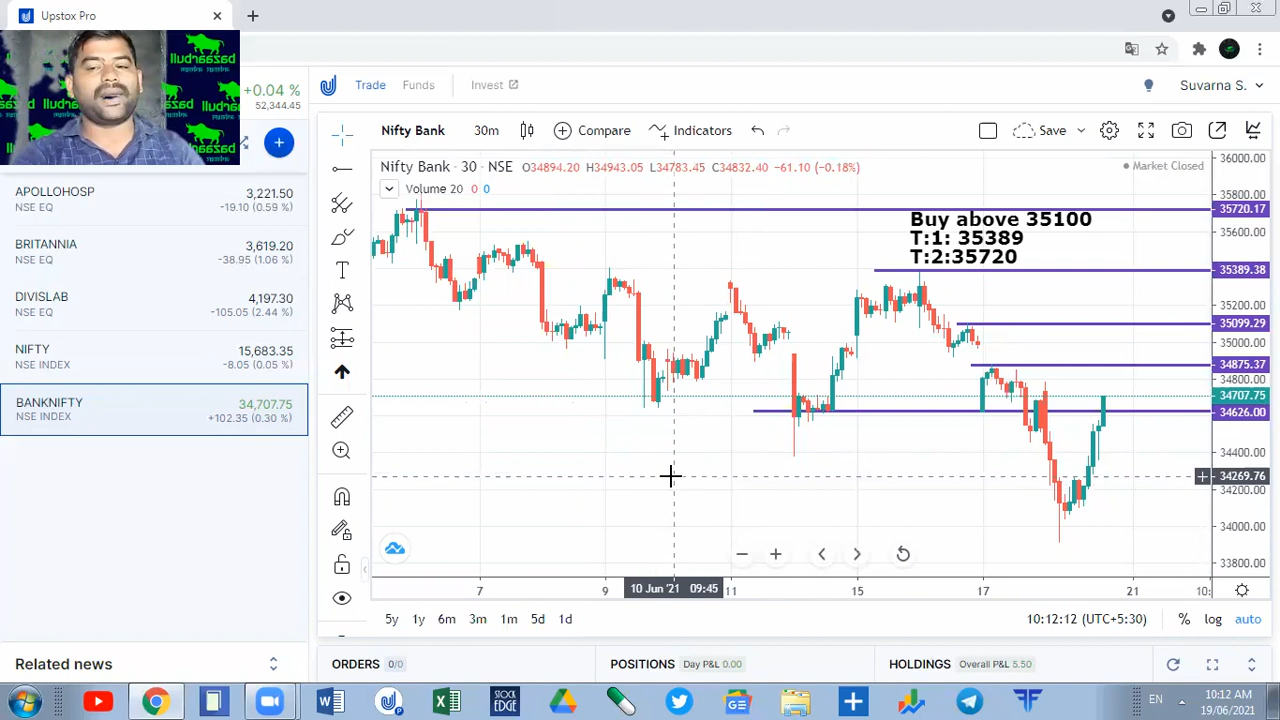 Upstox Pro
bazaarbull
bazaarbull
bazaarbull
+0.04 %
52,344.45
Trade
Funds
Invest
Suvarna S.
APOLLOHOSP
3,221.50
NSE EQ
-19.10 (0.59 %)
BRITANNIA
3,619.20
NSE EQ
-38.95 (1.06 %)
DIVISLAB
4,197.30
NSE EQ
-105.05 (2.44 %)
NIFTY
15,683.35
NSE INDEX
-8.05 (0.05 %)
BANKNIFTY
34,707.75
NSE INDEX
+102.35 (0.30 %)
Related news
Nifty Bank
30m
Compare
Indicators
Save
Nifty Bank · 30 · NSE O34894.20 H34943.05 L34783.45 C34832.40 -61.10 (-0.18%)
Market Closed
Volume 20 0 0
Buy above 35100
T:1: 35389
T:2:35720
36000.00
35800.00
35720.17
35600.00
35389.38
35200.00
35099.29
35000.00
34875.37
34800.00
34707.75
34626.00
34400.00
34269.76
34200.00
34000.00
33800.00
7
9
10 Jun '21 09:45
11
15
17
21
10:
5y
1y
6m
3m
1m
5d
1d
10:12:12 (UTC+5:30)
%
log
auto
ORDERS 0/0
POSITIONS Day P&L 0.00
HOLDINGS Overall P&L 5.50
STOCK
EDGE
EN
10:12 AM
19/06/2021